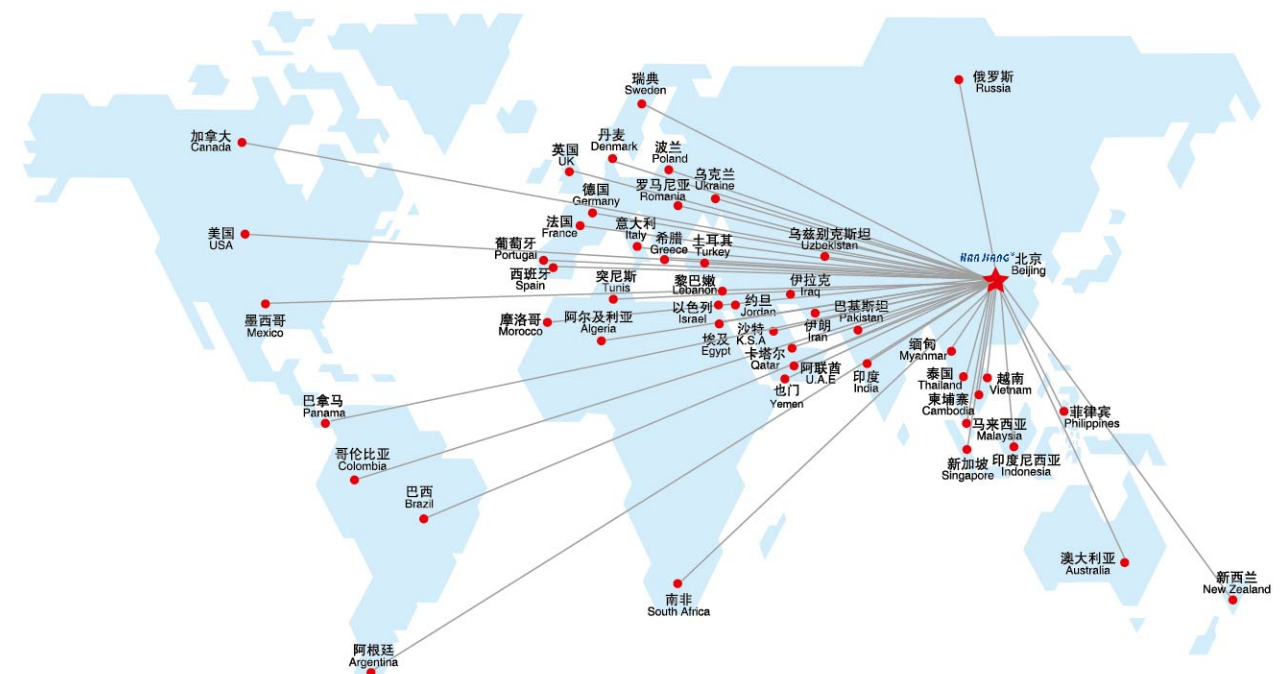 俄罗斯
Russia
瑞典
Sweden
加拿大
Canada
丹麦
Denmark
英国
UK
波兰
Poland
乌克兰
Ukraine
罗马尼亚
Romania
德国
Germany
法国
France
意大利
Italy
美国
USA
葡萄牙
Portugal
希腊
Greece
土耳其
Turkey
乌兹别克斯坦
Uzbekistan
HAN JIANG®
北京
Beijing
西班牙
Spain
突尼斯
Tunis
黎巴嫩
Lebanon
伊拉克
Iraq
墨西哥
Mexico
摩洛哥
Morocco
阿尔及利亚
Algeria
以色列
Israel
约旦
Jordan
巴基斯坦
Pakistan
埃及
Egypt
沙特
K.S.A
伊朗
Iran
卡塔尔
Qatar
阿联酋
U.A.E
也门
Yemen
印度
India
缅甸
Myanmar
泰国
Thailand
越南
Vietnam
柬埔寨
Cambodia
菲律宾
Philippines
马来西亚
Malaysia
新加坡
Singapore
印度尼西亚
Indonesia
巴拿马
Panama
哥伦比亚
Colombia
巴西
Brazil
澳大利亚
Australia
新西兰
New Zealand
南非
South Africa
阿根廷
Argentina